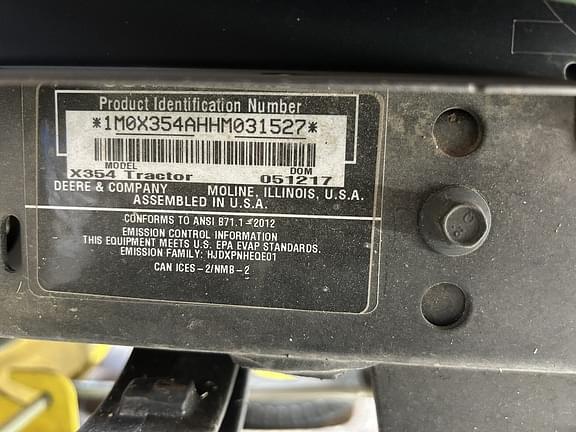 Product Identification Number
*1M0X354AHHM031527*
MODEL DOM
X354 Tractor 051217
DEERE & COMPANY MOLINE, ILLINOIS, U.S.A.
ASSEMBLED IN U.S.A.
CONFORMS TO ANSI B71.1-2012
EMISSION CONTROL INFORMATION
THIS EQUIPMENT MEETS U.S. EPA EVAP STANDARDS.
EMISSION FAMILY: HJDXPNHEQE01
CAN ICES-2/NMB-2